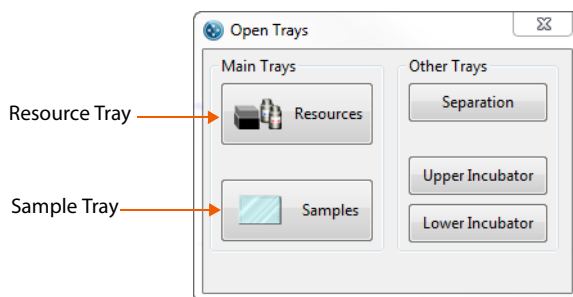 Open Trays
Main Trays
Other Trays
Resource Tray
Resources
Separation
Upper Incubator
Sample Tray
Samples
Lower Incubator